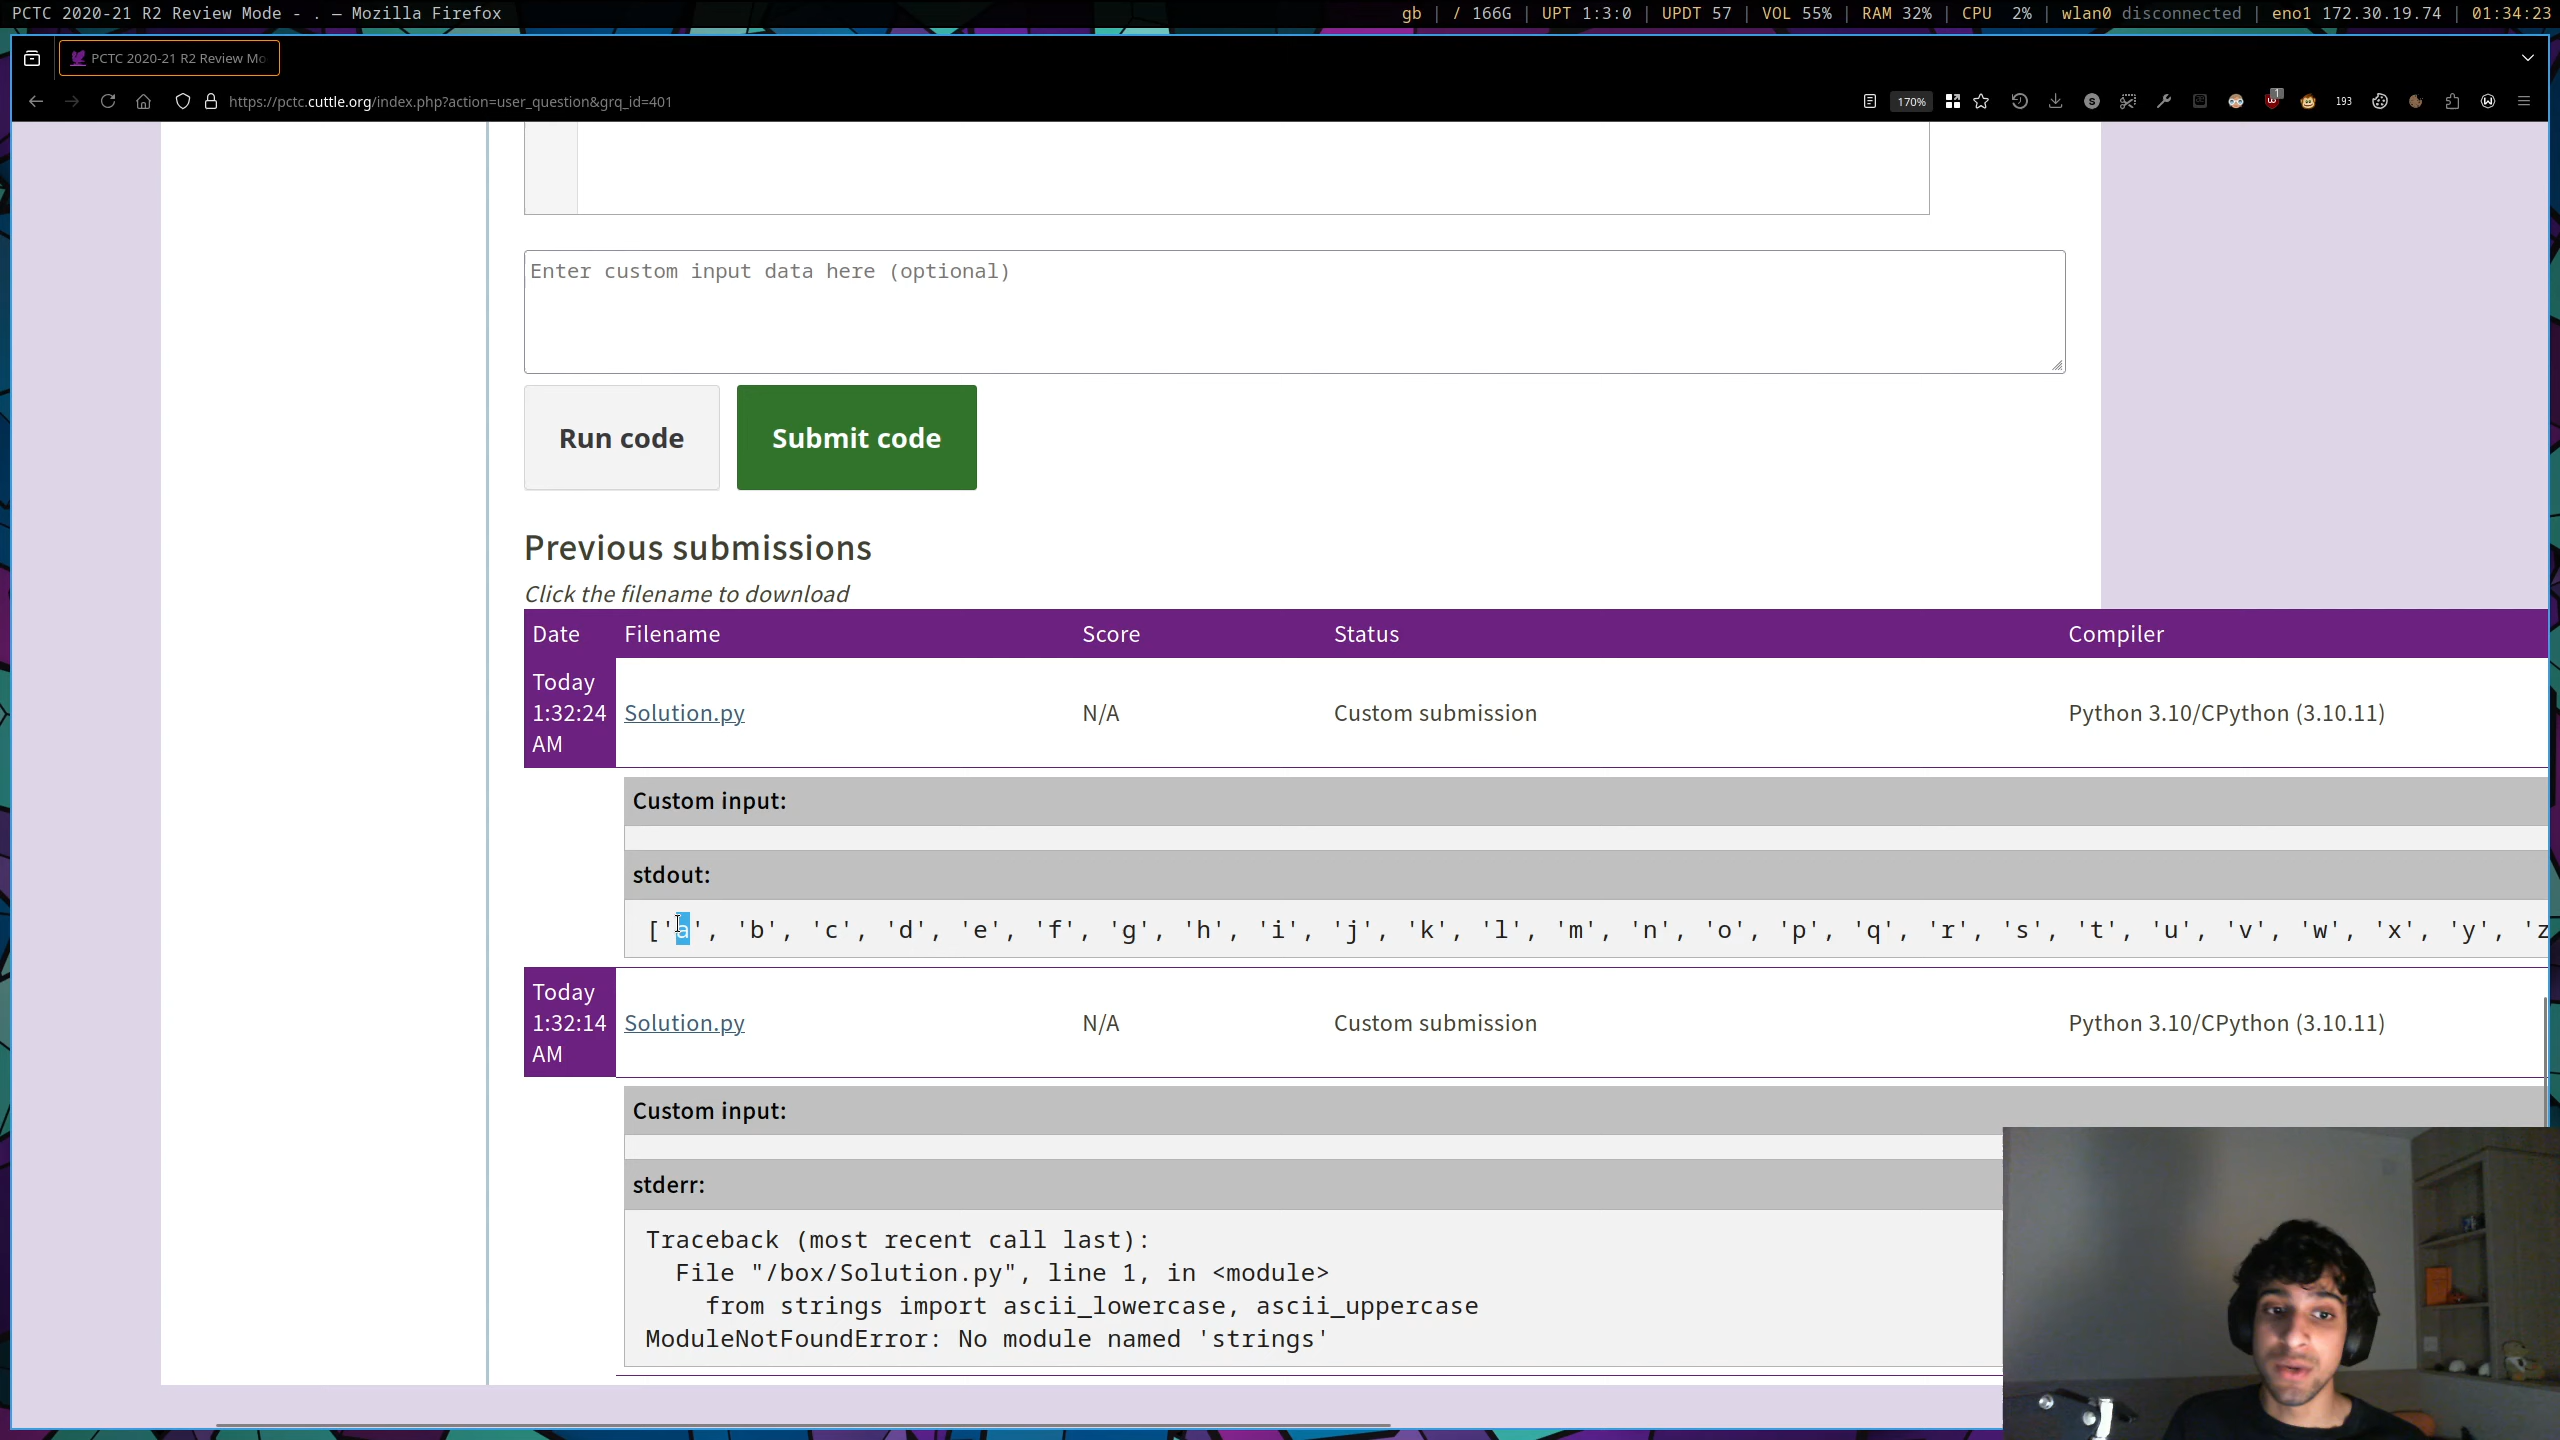 PCTC 2020-21 R2 Review Mode - . — Mozilla Firefox
gb | / 166G | UPT 1:3:0 | UPDT 57 | VOL 55% | RAM 32% | CPU 2% | wlan0 disconnected | eno1 172.30.19.74 | 01:34:23
PCTC 2020-21 R2 Review Mo
https://pctc.cuttle.org/index.php?action=user_question&grq_id=401
170%
1
193
Enter custom input data here (optional)
Run code
Submit code
Previous submissions
Click the filename to download
Date Filename Score Status Compiler
Today
1:32:24
AM
Solution.py N/A Custom submission Python 3.10/CPython (3.10.11)
Custom input:
stdout:
['a', 'b', 'c', 'd', 'e', 'f', 'g', 'h', 'i', 'j', 'k', 'l', 'm', 'n', 'o', 'p', 'q', 'r', 's', 't', 'u', 'v', 'w', 'x', 'y', 'z
Today
1:32:14
AM
Solution.py N/A Custom submission Python 3.10/CPython (3.10.11)
Custom input:
stderr:
Traceback (most recent call last):
File "/box/Solution.py", line 1, in <module>
from strings import ascii_lowercase, ascii_uppercase
ModuleNotFoundError: No module named 'strings'